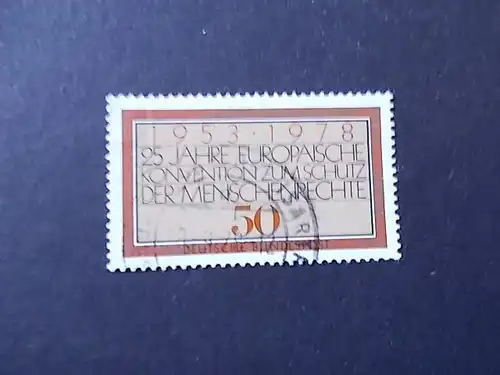 1953·1978
25 JAHRE EUROPÄISCHE
KONVENTION ZUM SCHUTZ
DER MENSCHENRECHTE
50
DEUTSCHE BUNDESPOST